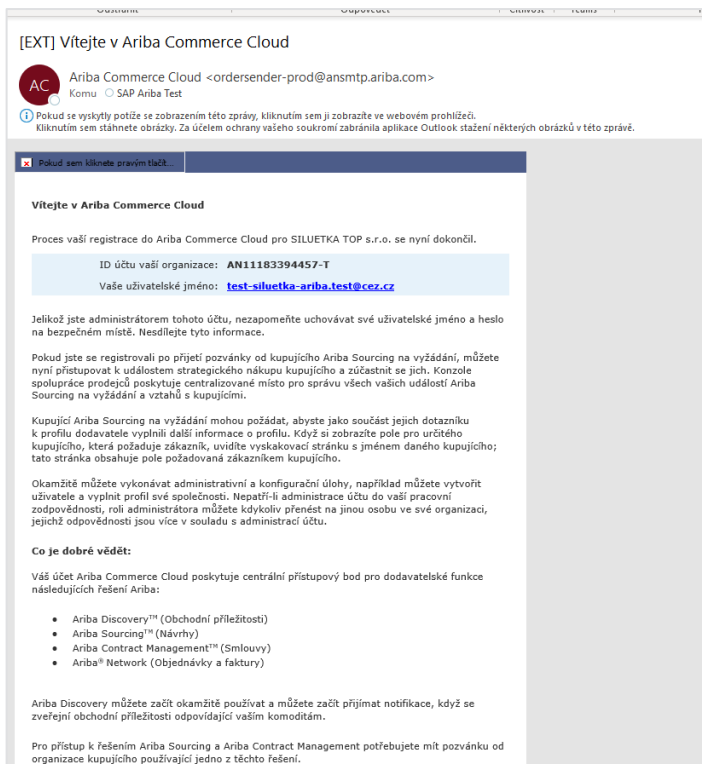 Odstranit Odpovědět Citlivost Teams
[EXT] Vítejte v Ariba Commerce Cloud
AC
Ariba Commerce Cloud <ordersender-prod@ansmtp.ariba.com>
Komu SAP Ariba Test
Pokud se vyskytly potíže se zobrazením této zprávy, kliknutím sem ji zobrazíte ve webovém prohlížeči.
Kliknutím sem stáhnete obrázky. Za účelem ochrany vašeho soukromí zabránila aplikace Outlook stažení některých obrázků v této zprávě.
Pokud sem kliknete pravým tlačít...
Vítejte v Ariba Commerce Cloud
Proces vaší registrace do Ariba Commerce Cloud pro SILUETKA TOP s.r.o. se nyní dokončil.
ID účtu vaší organizace: AN11183394457-T
Vaše uživatelské jméno: test-siluetka-ariba.test@cez.cz
Jelikož jste administrátorem tohoto účtu, nezapomeňte uchovávat své uživatelské jméno a heslo
na bezpečném místě. Nesdílejte tyto informace.
Pokud jste se registrovali po přijetí pozvánky od kupujícího Ariba Sourcing na vyžádání, můžete
nyní přistupovat k událostem strategického nákupu kupujícího a zúčastnit se jich. Konzole
spolupráce prodejců poskytuje centralizované místo pro správu všech vašich událostí Ariba
Sourcing na vyžádání a vztahů s kupujícími.
Kupující Ariba Sourcing na vyžádání mohou požádat, abyste jako součást jejich dotazníku
k profilu dodavatele vyplnili další informace o profilu. Když si zobrazíte pole pro určitého
kupujícího, která požaduje zákazník, uvidíte vyskakovací stránku s jménem daného kupujícího;
tato stránka obsahuje pole požadovaná zákazníkem kupujícího.
Okamžitě můžete vykonávat administrativní a konfigurační úlohy, například můžete vytvořit
uživatele a vyplnit profil své společnosti. Nepatří-li administrace účtu do vaší pracovní
zodpovědnosti, roli administrátora můžete kdykoliv přenést na jinou osobu ve své organizaci,
jejichž odpovědnosti jsou více v souladu s administrací účtu.
Co je dobré vědět:
Váš účet Ariba Commerce Cloud poskytuje centrální přístupový bod pro dodavatelské funkce
následujících řešení Ariba:
• Ariba Discovery™ (Obchodní příležitosti)
• Ariba Sourcing™ (Návrhy)
• Ariba Contract Management™ (Smlouvy)
• Ariba® Network (Objednávky a faktury)
Ariba Discovery můžete začít okamžitě používat a můžete začít přijímat notifikace, když se
zveřejní obchodní příležitosti odpovídající vašim komoditám.
Pro přístup k řešením Ariba Sourcing a Ariba Contract Management potřebujete mít pozvánku od
organizace kupujícího používající jedno z těchto řešení.